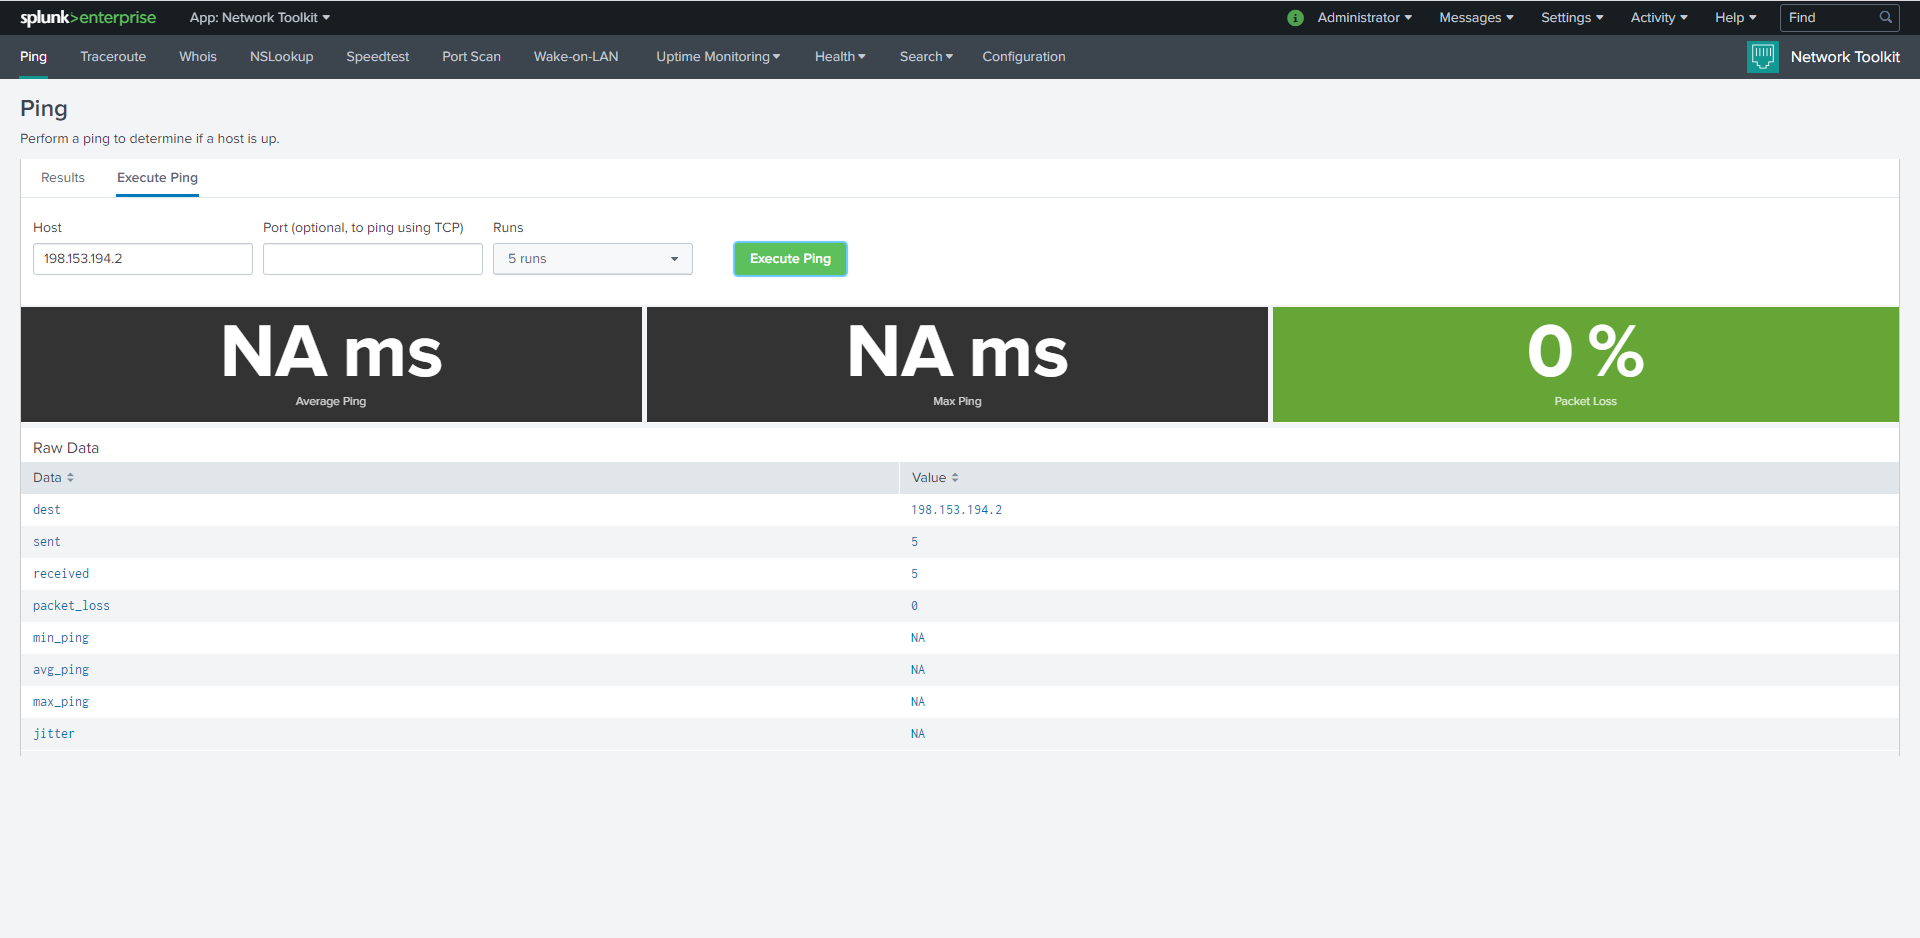 splunk>enterprise App: Network Toolkit i Administrator Messages Settings Activity Help Find
Ping Traceroute Whois NSLookup Speedtest Port Scan Wake-on-LAN Uptime Monitoring Health Search Configuration Network Toolkit
Ping
Perform a ping to determine if a host is up.
Results Execute Ping
Host Port (optional, to ping using TCP) Runs
198.153.194.2 5 runs Execute Ping
NA ms NA ms 0 %
Average Ping Max Ping Packet Loss
Raw Data
Data Value
dest 198.153.194.2
sent 5
received 5
packet_loss 0
min_ping NA
avg_ping NA
max_ping NA
jitter NA